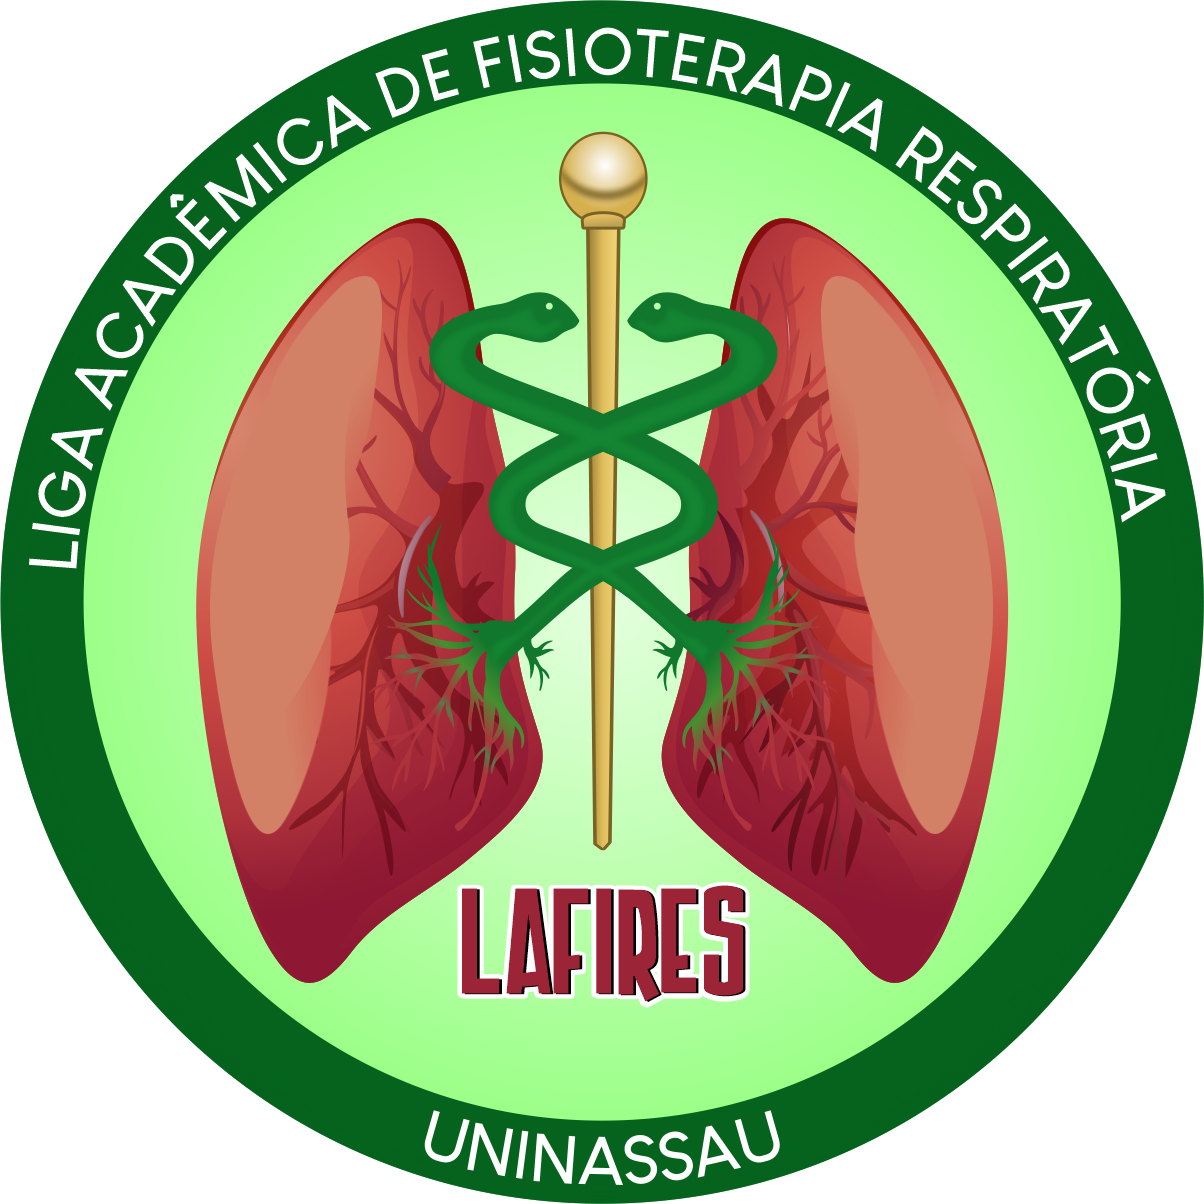 LIGA ACADÊMICA DE FISIOTERAPIA RESPIRATÓRIA
LAFIRES
UNINASSAU